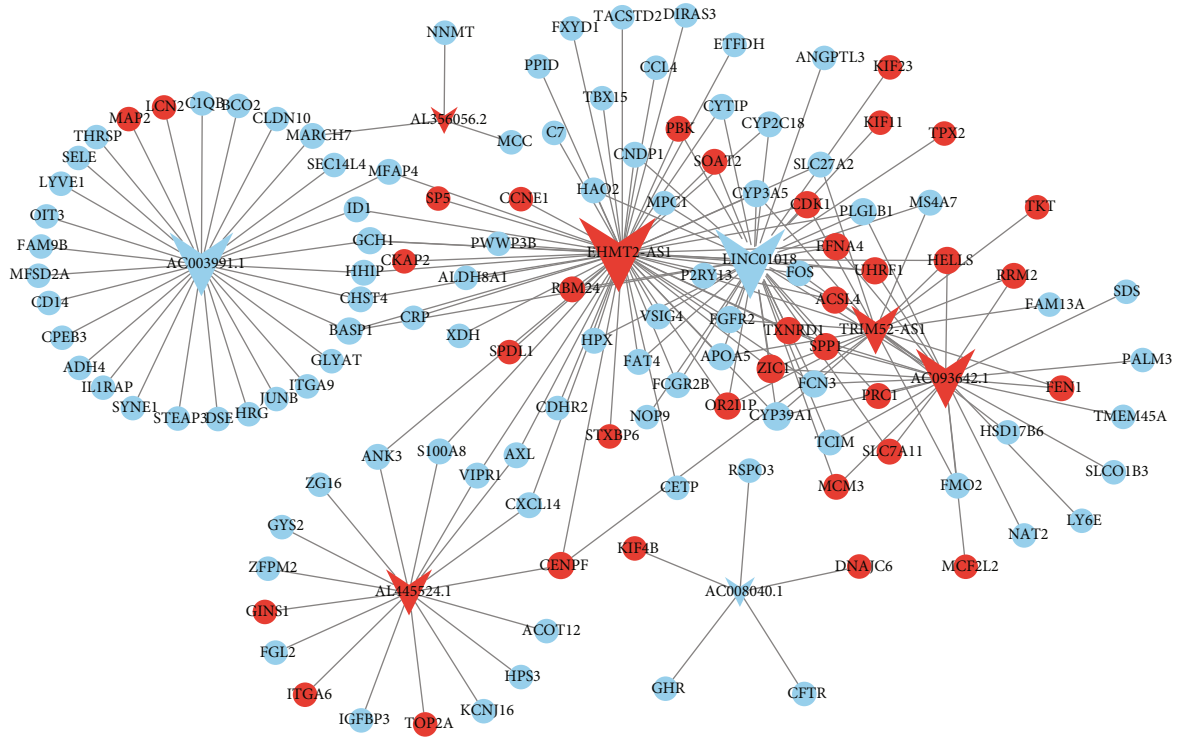 DIRAS3
TACSTD2
FXYD1
NNMT
ETFDH
ANGPTL3
PPID
CCL4
KIF23
TBX15
LCN2
C1QB
BCO2
CYTIP
MAP2
CLDN10
AL356056.2
CYP2C18
KIF11
PBK
THRSP
MARCH7
C7
TPX2
MCC
SELE
CNDP1
SOAT2
SLC27A2
SEC14L4
MFAP4
LYVE1
HAO2
CYP3A5
SP5
CCNE1
MPC1
CDK1
MS4A7
TKT
ID1
PLGLB1
OIT3
GCH1
PWWP3B
FAM9B
EHMT2-AS1
EFNA4
CKAP2
AC003991.1
LINC01018
HELLS
HHIP
MFSD2A
ALDH8A1
P2RY13
FOS
UHRF1
RRM2
RBM24
SDS
CD14
CHST4
ACSL4
FAM13A
CRP
VSIG4
FGFR2
BASP1
TXNRD1
TRIM52-AS1
CPEB3
XDH
HPX
SPP1
SPDL1
APOA5
GLYAT
FAT4
PALM3
ADH4
ZIC1
AC093642.1
IL1RAP
ITGA9
FCGR2B
FCN3
FEN1
JUNB
PRC1
SYNE1
CDHR2
OR2I1P
STEAP3
DSE
HRG
NOP9
CYP39A1
TMEM45A
STXBP6
TCIM
HSD17B6
ANK3
S100A8
AXL
SLC7A11
VIPR1
RSPO3
SLCO1B3
ZG16
CETP
MCM3
FMO2
CXCL14
LY6E
GYS2
NAT2
KIF4B
ZFPM2
CENPF
DNAJC6
MCF2L2
AL445524.1
AC008040.1
GINS1
ACOT12
FGL2
HPS3
GHR
ITGA6
CFTR
KCNJ16
IGFBP3
TOP2A